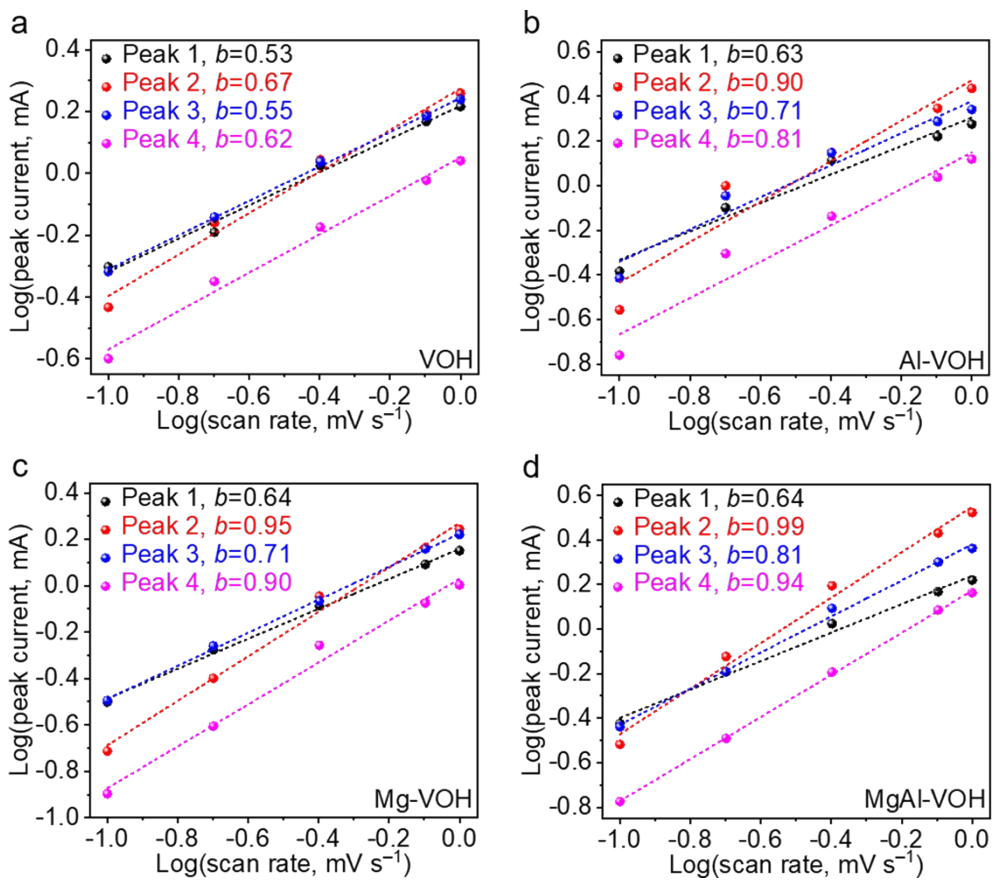 a
Peak 1, b=0.53
Peak 2, b=0.67
Peak 3, b=0.55
Peak 4, b=0.62
0.4
0.2
0.0
-0.2
-0.4
-0.6
Log(peak current, mA)
VOH
-1.0 -0.8 -0.6 -0.4 -0.2 0.0
Log(scan rate, mV s⁻¹)
b
Peak 1, b=0.63
Peak 2, b=0.90
Peak 3, b=0.71
Peak 4, b=0.81
0.6
0.4
0.2
0.0
-0.2
-0.4
-0.6
-0.8
Log(peak current, mA)
Al-VOH
-1.0 -0.8 -0.6 -0.4 -0.2 0.0
Log(scan rate, mV s⁻¹)
c
Peak 1, b=0.64
Peak 2, b=0.95
Peak 3, b=0.71
Peak 4, b=0.90
0.4
0.2
0.0
-0.2
-0.4
-0.6
-0.8
-1.0
Log(peak current, mA)
Mg-VOH
-1.0 -0.8 -0.6 -0.4 -0.2 0.0
Log(scan rate, mV s⁻¹)
d
Peak 1, b=0.64
Peak 2, b=0.99
Peak 3, b=0.81
Peak 4, b=0.94
0.6
0.4
0.2
0.0
-0.2
-0.4
-0.6
-0.8
Log(peak current, mA)
MgAl-VOH
-1.0 -0.8 -0.6 -0.4 -0.2 0.0
Log(scan rate, mV s⁻¹)